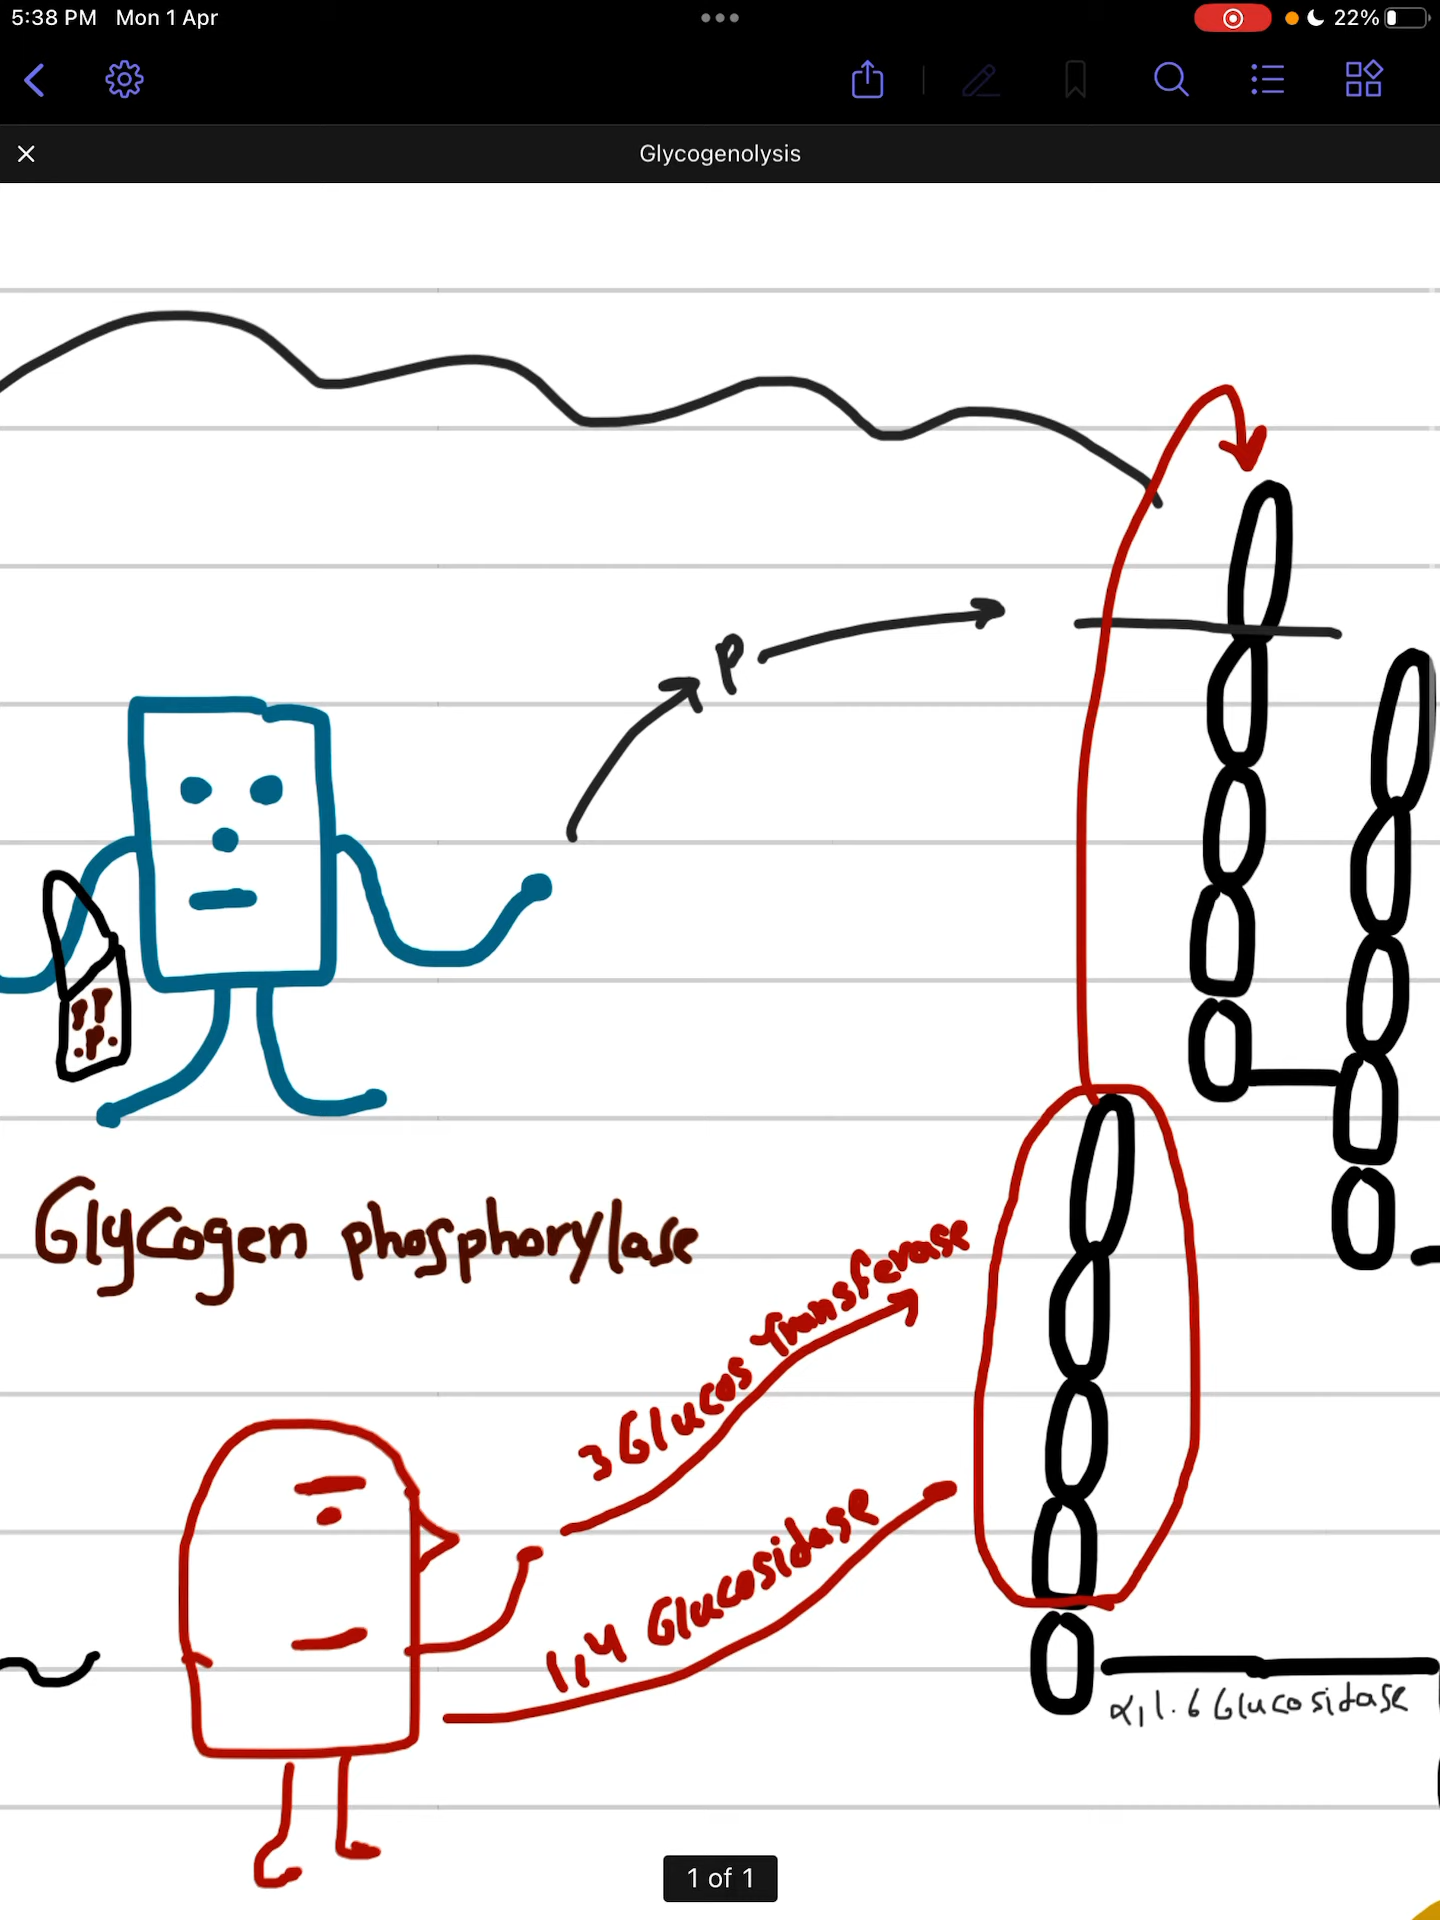 5:38 PM Mon 1 Apr
22%
Glycogenolysis
P
P
Glycogen phosphorylase
3 Glucos transferase
1,4 Glucosidase
α,1.6 Glucosidase
1 of 1